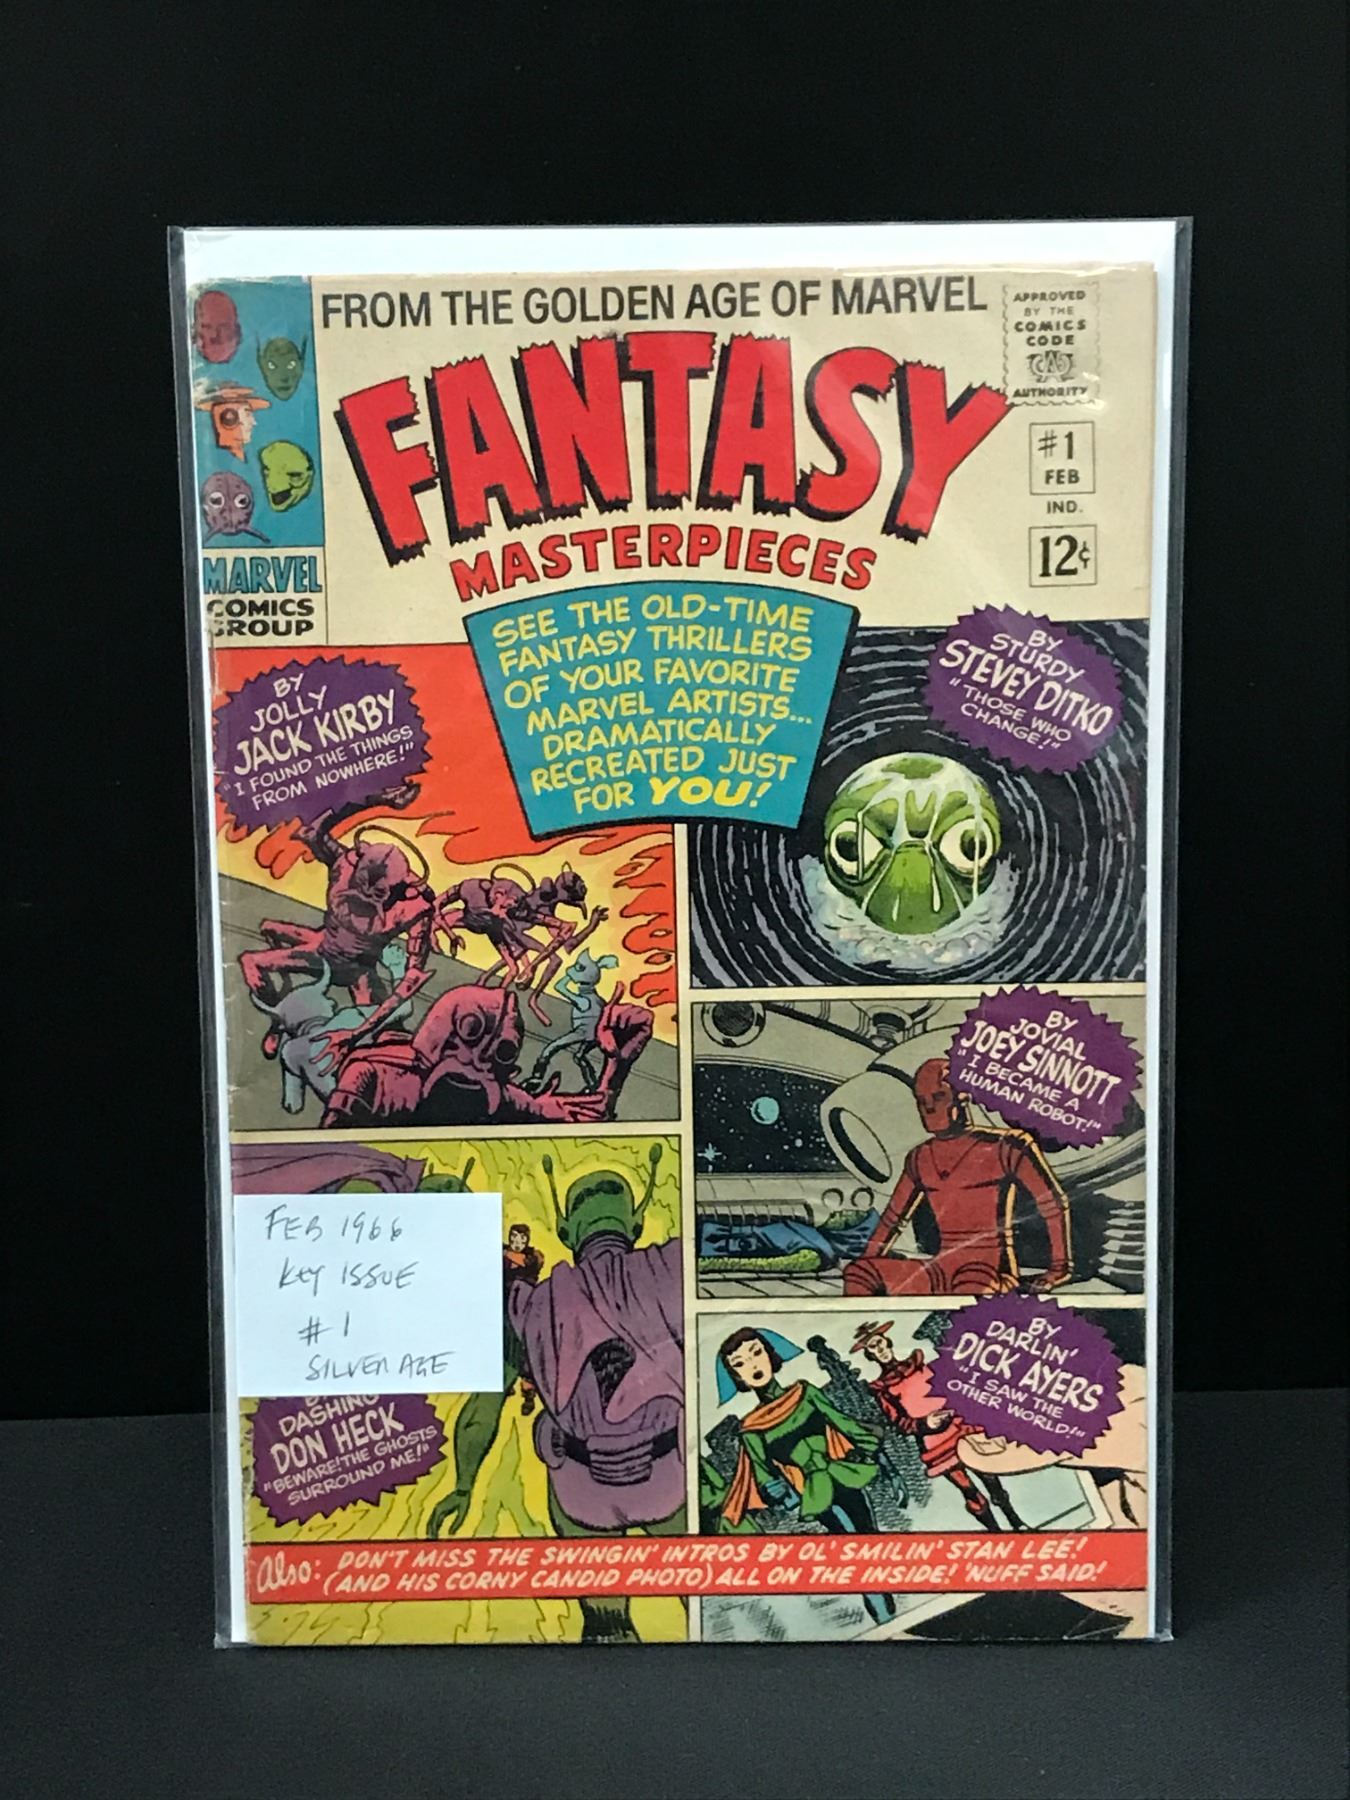 FROM THE GOLDEN AGE OF MARVEL
FANTASY
MASTERPIECES
APPROVED
BY THE
COMICS
CODE
CA
AUTHORITY
#1
FEB
IND.
12¢
MARVEL
COMICS
GROUP
SEE THE OLD-TIME
FANTASY THRILLERS
OF YOUR FAVORITE
MARVEL ARTISTS...
DRAMATICALLY
RECREATED JUST
FOR YOU!
BY
JOLLY
JACK KIRBY
"I FOUND THE THINGS
FROM NOWHERE!"
BY
STURDY
STEVEY DITKO
"THOSE WHO
CHANGE!"
BY
JOVIAL
JOEY SINNOTT
"I BECAME A
HUMAN ROBOT!"
FEB 1966
KEY ISSUE
#1
SILVER AGE
DASHING
DON HECK
"BEWARE! THE GHOSTS
SURROUND ME!"
BY
DARLIN'
DICK AYERS
"I SAW THE
OTHER WORLD!"
Also: DON'T MISS THE SWINGIN' INTROS BY OL' SMILIN' STAN LEE!
(AND HIS CORNY CANDID PHOTO) ALL ON THE INSIDE! 'NUFF SAID!